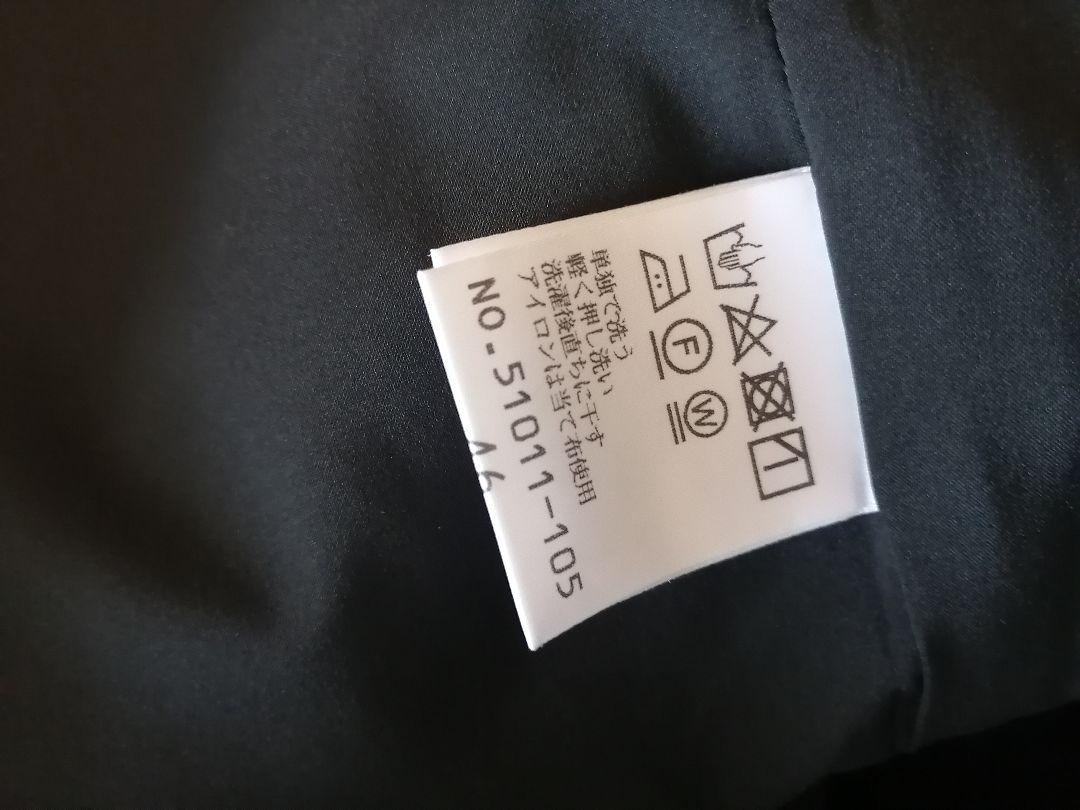 F
W
単独で洗う
軽く押し洗い
洗濯後直ちに干す
アイロンは当て布使用
NO-51011-105